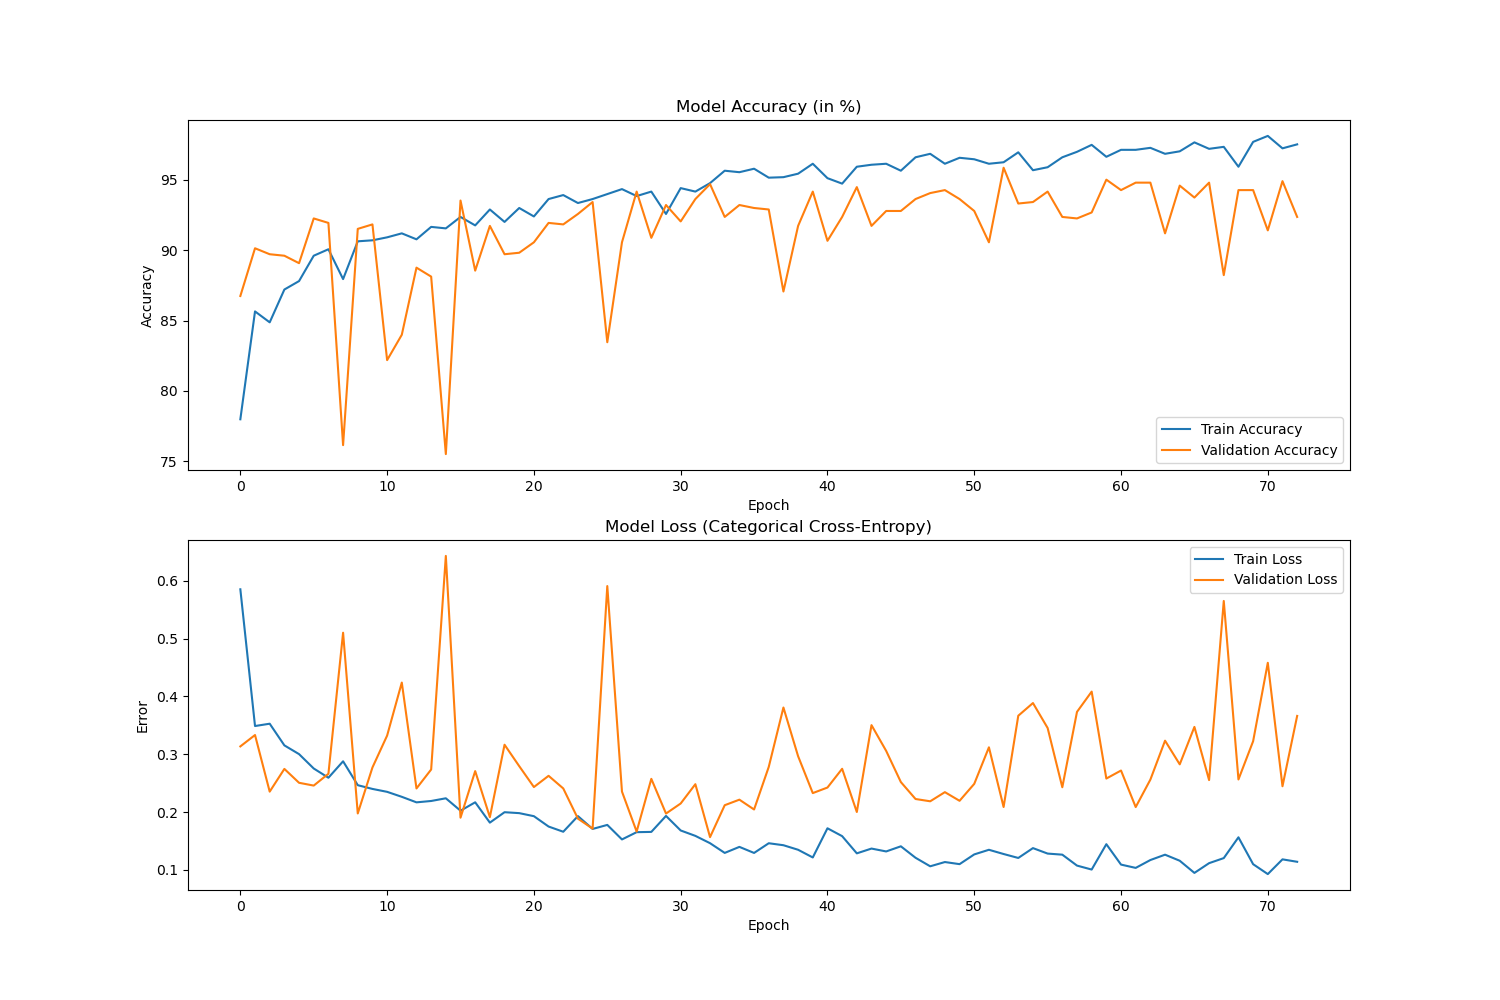 Model Accuracy (in %)
Accuracy
95
90
85
80
75
Train Accuracy
Validation Accuracy
0 10 20 30 40 50 60 70
Epoch
Model Loss (Categorical Cross-Entropy)
Error
0.6
0.5
0.4
0.3
0.2
0.1
Train Loss
Validation Loss
0 10 20 30 40 50 60 70
Epoch